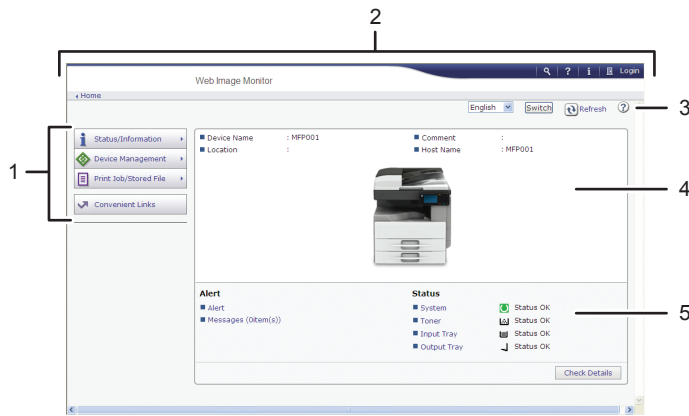 2
Web Image Monitor
? i Login
Home
English Switch Refresh ? 3
1
Status/Information
Device Management
Print Job/Stored File
Convenient Links
Device Name : MFP001 Comment :
Location : Host Name : MFP001
4
Alert Status
Alert System Status OK
Messages (0item(s)) Toner Status OK
5
Input Tray Status OK
Output Tray Status OK
Check Details